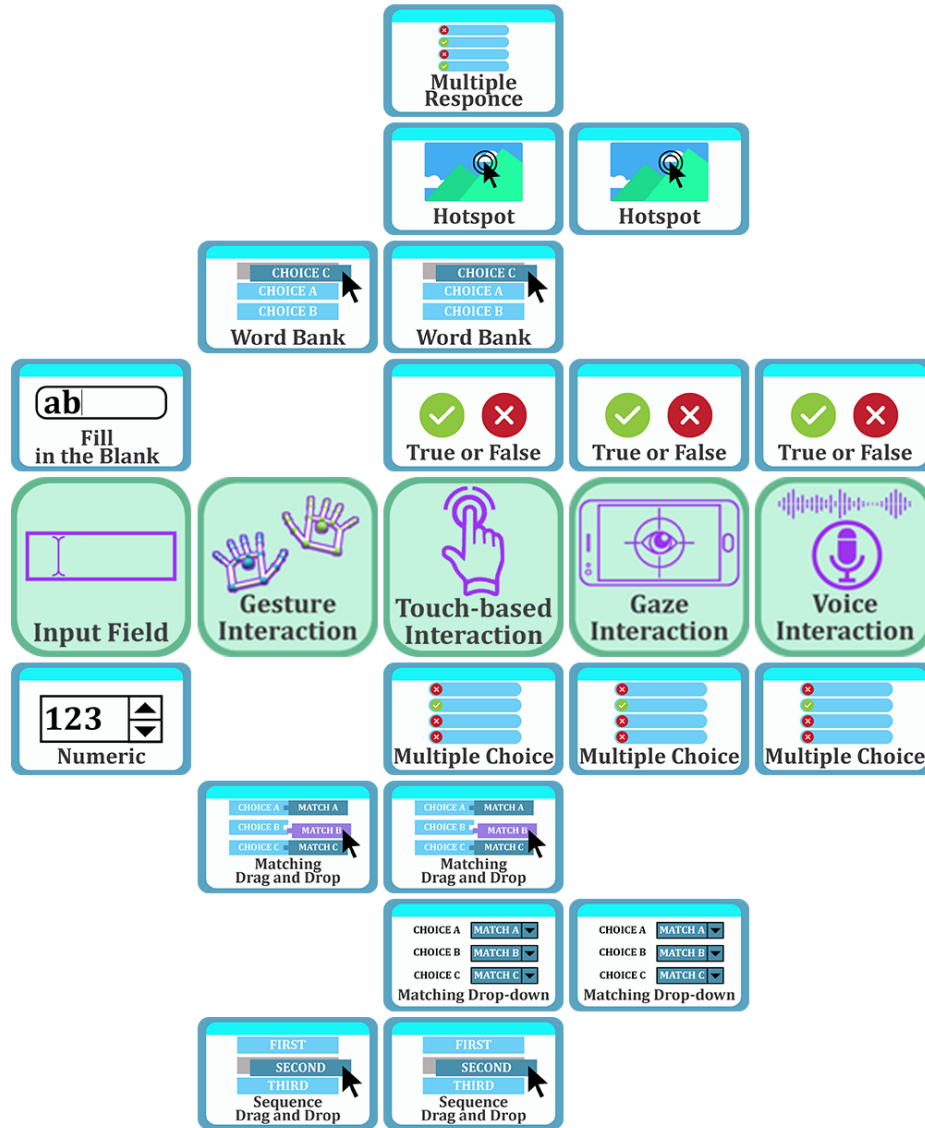 Multiple
Responce
Hotspot
Hotspot
CHOICE C
CHOICE A
CHOICE B
Word Bank
CHOICE C
CHOICE A
CHOICE B
Word Bank
ab
Fill
in the Blank
True or False
True or False
True or False
Input Field
Gesture
Interaction
Touch-based
Interaction
Gaze
Interaction
Voice
Interaction
123
Numeric
Multiple Choice
Multiple Choice
Multiple Choice
CHOICE A MATCH A
CHOICE B MATCH B
CHOICE C MATCH C
Matching
Drag and Drop
CHOICE A MATCH A
CHOICE B MATCH B
CHOICE C MATCH C
Matching
Drag and Drop
CHOICE A MATCH A
CHOICE B MATCH B
CHOICE C MATCH C
Matching Drop-down
CHOICE A MATCH A
CHOICE B MATCH B
CHOICE C MATCH C
Matching Drop-down
FIRST
SECOND
THIRD
Sequence
Drag and Drop
FIRST
SECOND
THIRD
Sequence
Drag and Drop